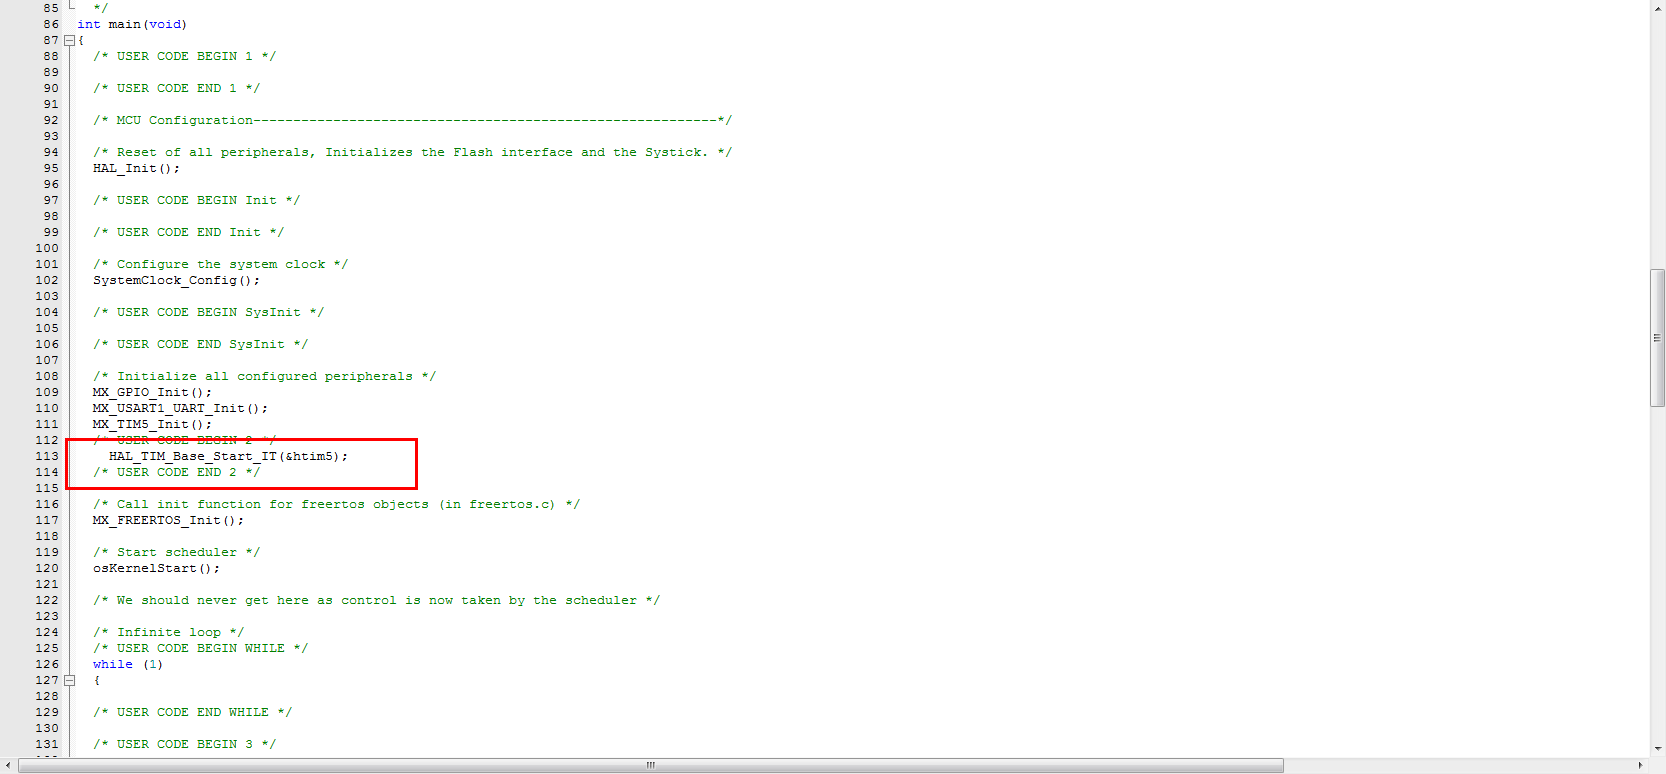 85 */
86 int main(void)
87 {
88 /* USER CODE BEGIN 1 */
89
90 /* USER CODE END 1 */
91
92 /* MCU Configuration----------------------------------------------------------*/
93
94 /* Reset of all peripherals, Initializes the Flash interface and the Systick. */
95 HAL_Init();
96
97 /* USER CODE BEGIN Init */
98
99 /* USER CODE END Init */
100
101 /* Configure the system clock */
102 SystemClock_Config();
103
104 /* USER CODE BEGIN SysInit */
105
106 /* USER CODE END SysInit */
107
108 /* Initialize all configured peripherals */
109 MX_GPIO_Init();
110 MX_USART1_UART_Init();
111 MX_TIM5_Init();
112 /* USER CODE BEGIN 2 */
113 HAL_TIM_Base_Start_IT(&htim5);
114 /* USER CODE END 2 */
115
116 /* Call init function for freertos objects (in freertos.c) */
117 MX_FREERTOS_Init();
118
119 /* Start scheduler */
120 osKernelStart();
121
122 /* We should never get here as control is now taken by the scheduler */
123
124 /* Infinite loop */
125 /* USER CODE BEGIN WHILE */
126 while (1)
127 {
128
129 /* USER CODE END WHILE */
130
131 /* USER CODE BEGIN 3 */